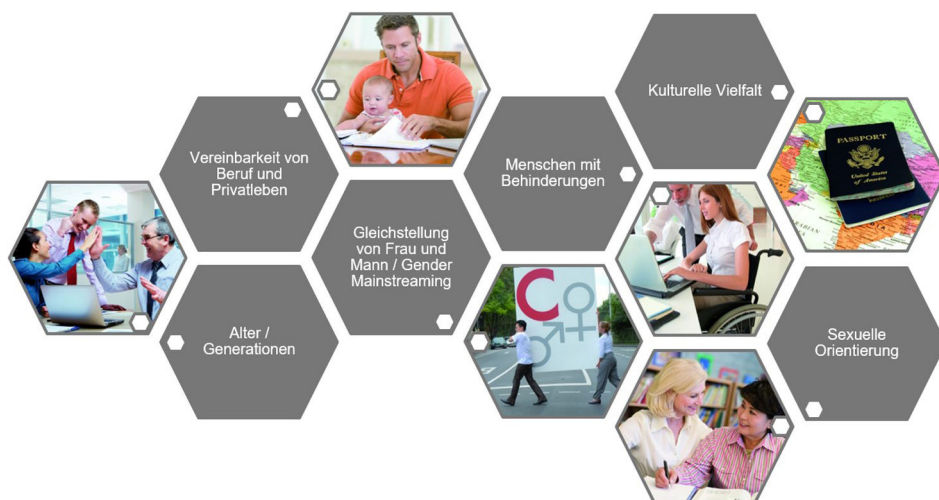 Kulturelle Vielfalt
PASSPORT
United States
of America
Vereinbarkeit von
Beruf und
Privatleben
Menschen mit
Behinderungen
Gleichstellung
von Frau und
Mann / Gender
Mainstreaming
C
Alter /
Generationen
Sexuelle
Orientierung